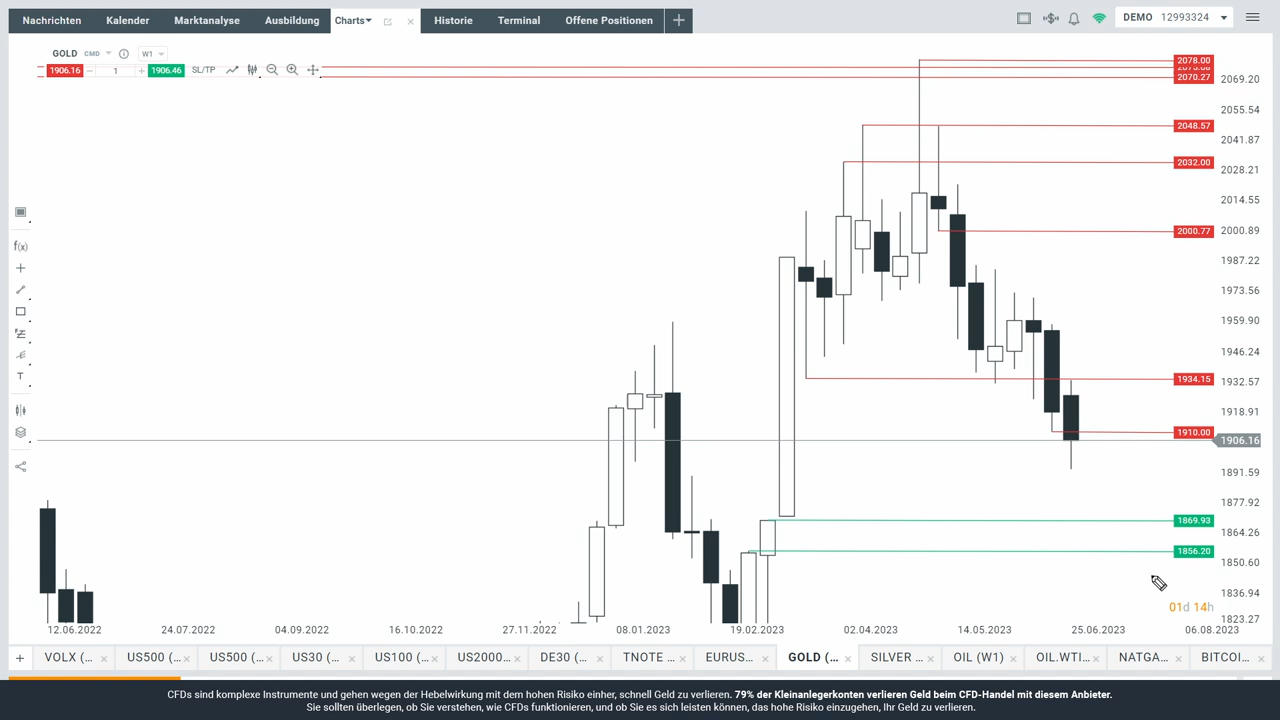 Nachrichten Kalender Marktanalyse Ausbildung Charts Historie Terminal Offene Positionen DEMO 12993324
GOLD CMD W1
1906.16 1 1906.46 SL/TP
2078.00
2070.27
2069.20
2055.54
2048.57
2041.87
2028.21
2032.00
2014.55
2000.77
2000.89
1987.22
1973.56
1959.90
1946.24
1934.15
1932.57
1918.91
1910.00
1906.16
1891.59
1877.92
1869.93
1864.26
1856.20
1850.60
1836.94
01d 14h
1823.27
f(x)
T
12.06.2022 24.07.2022 04.09.2022 16.10.2022 27.11.2022 08.01.2023 19.02.2023 02.04.2023 14.05.2023 25.06.2023 06.08.2023
VOLX (... US500 (... US500 (... US30 (... US100 (... US2000... DE30 (... TNOTE ... EURUS... GOLD (... SILVER ... OIL (W1) OIL.WTI... NATGA... BITCOI...
CFDs sind komplexe Instrumente und gehen wegen der Hebelwirkung mit dem hohen Risiko einher, schnell Geld zu verlieren. 79% der Kleinanlegerkonten verlieren Geld beim CFD-Handel mit diesem Anbieter.
Sie sollten überlegen, ob Sie verstehen, wie CFDs funktionieren, und ob Sie es sich leisten können, das hohe Risiko einzugehen, Ihr Geld zu verlieren.